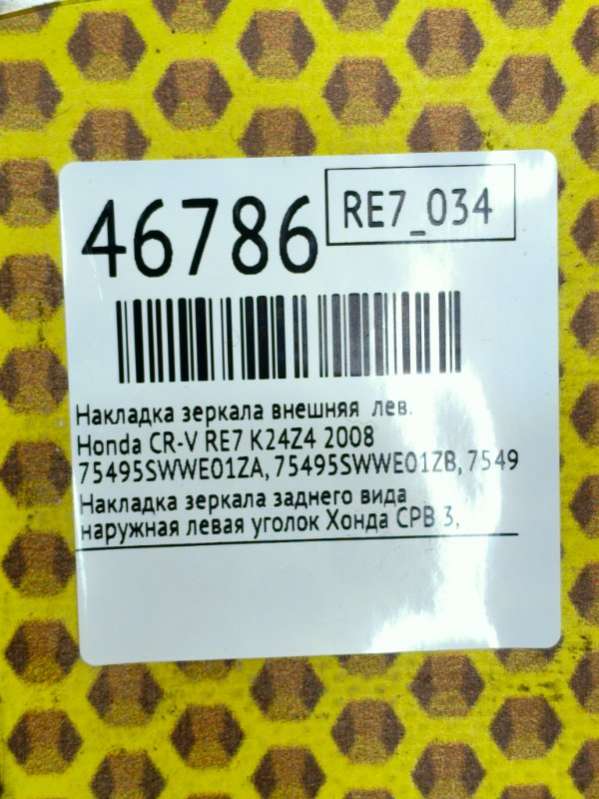 46786
RE7_034
Накладка зеркала внешняя лев.
Honda CR-V RE7 K24Z4 2008
75495SWWE01ZA, 75495SWWE01ZB, 7549
Накладка зеркала заднего вида
наружная левая уголок Хонда СРВ 3,